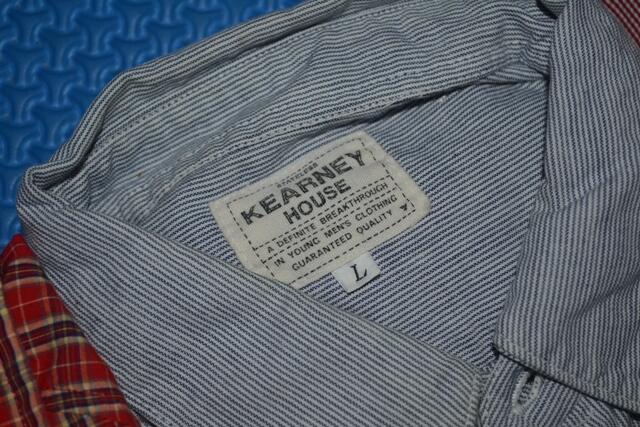 KEARNEY
HOUSE
A DEFINITE BREAKTHROUGH
IN YOUNG MEN'S CLOTHING
GUARANTEED QUALITY
L